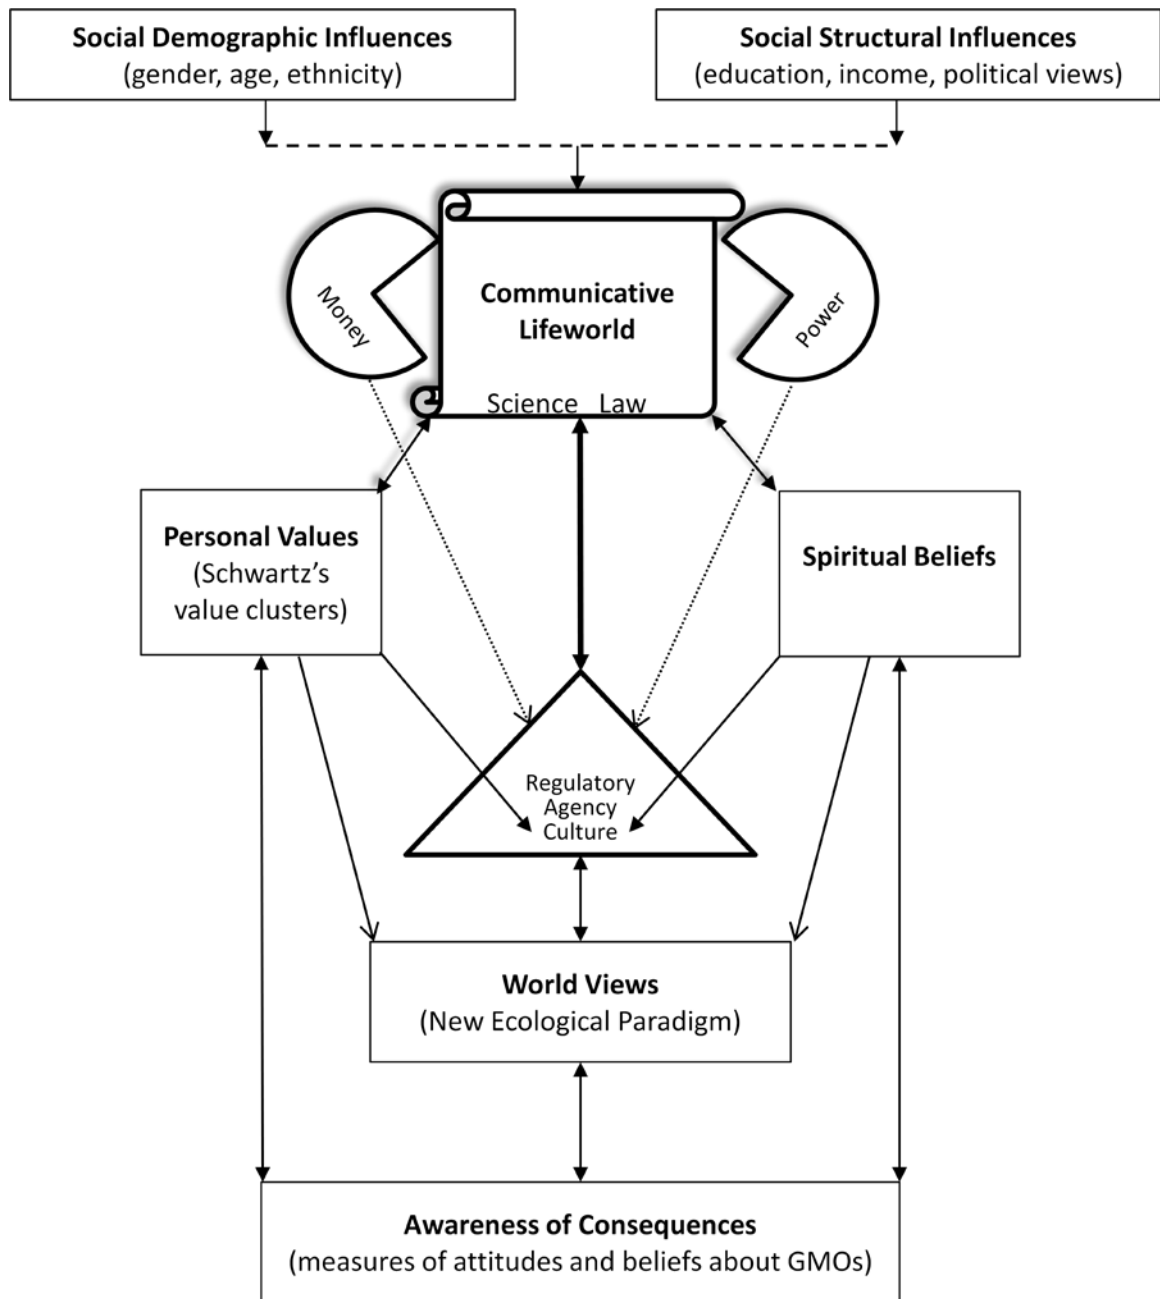 Social Demographic Influences
(gender, age, ethnicity)
Social Structural Influences
(education, income, political views)
Money
Communicative
Lifeworld
Science Law
Power
Personal Values
(Schwartz's
value clusters)
Spiritual Beliefs
Regulatory
Agency
Culture
World Views
(New Ecological Paradigm)
Awareness of Consequences
(measures of attitudes and beliefs about GMOs)